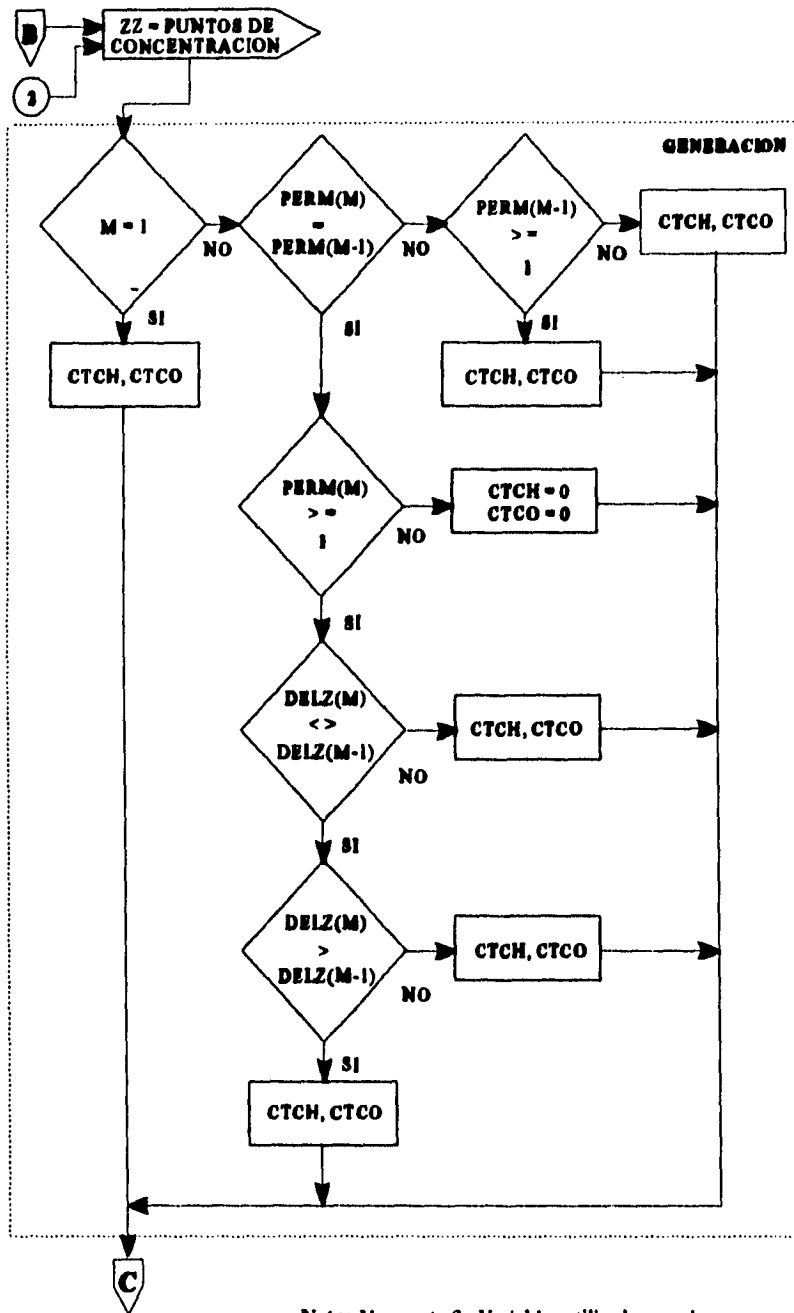 B
ZZ = PUNTOS DE
CONCENTRACION
2
GENERACION
M = 1
NO
SI
PERM(M)
=
PERM(M-1)
NO
SI
PERM(M-1)
>=
1
NO
SI
CTCH, CTCO
CTCH, CTCO
CTCH, CTCO
PERM(M)
>=
1
NO
SI
CTCH = 0
CTCO = 0
DELZ(M)
<>
DELZ(M-1)
NO
SI
CTCH, CTCO
DELZ(M)
>
DELZ(M-1)
NO
SI
CTCH, CTCO
CTCH, CTCO
C